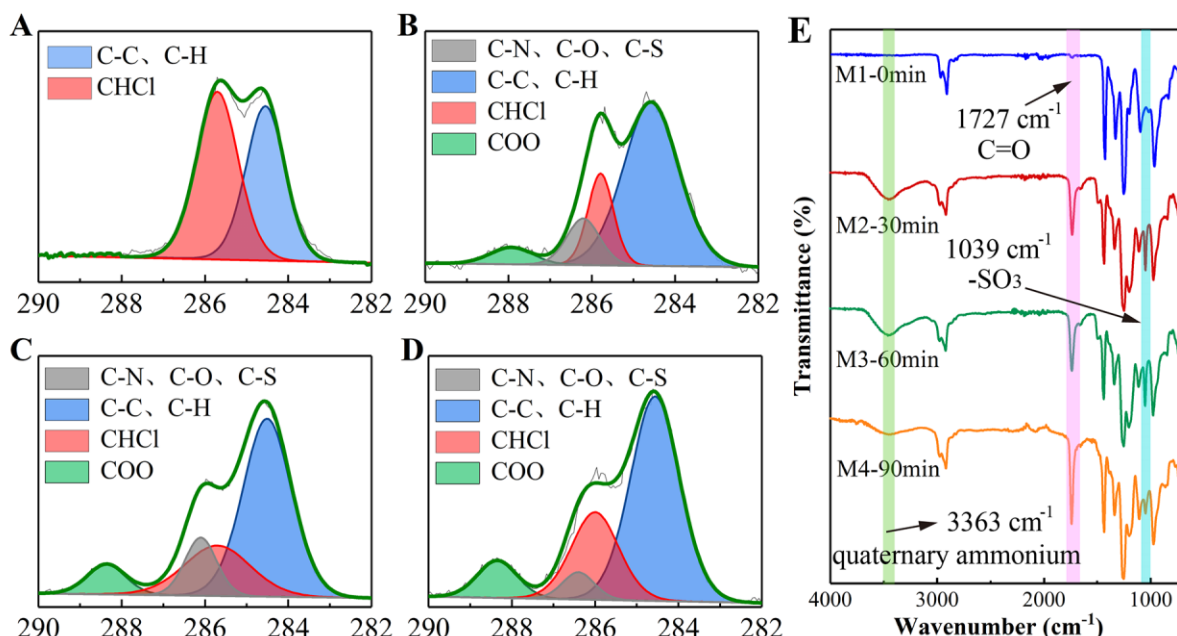 A
C-C、C-H
CHCl
290 288 286 284 282
B
C-N、C-O、C-S
C-C、C-H
CHCl
COO
290 288 286 284 282
C
C-N、C-O、C-S
C-C、C-H
CHCl
COO
290 288 286 284 282
D
C-N、C-O、C-S
C-C、C-H
CHCl
COO
290 288 286 284 282
E
Transmittance (%)
M1-0min
1727 cm⁻¹
C=O
M2-30min
1039 cm⁻¹
-SO₃
M3-60min
M4-90min
3363 cm⁻¹
quaternary ammonium
4000 3000 2000 1000
Wavenumber (cm⁻¹)